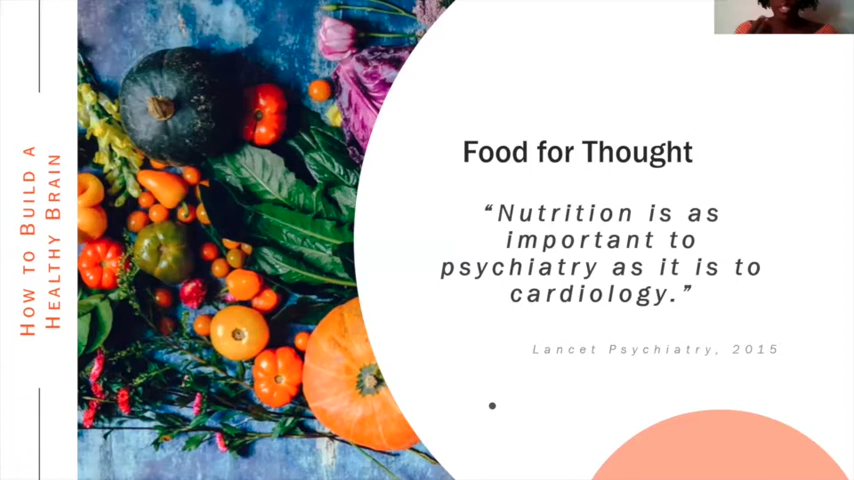 How to Build a
Healthy Brain
Food for Thought
“Nutrition is as
important to
psychiatry as it is to
cardiology.”
Lancet Psychiatry, 2015